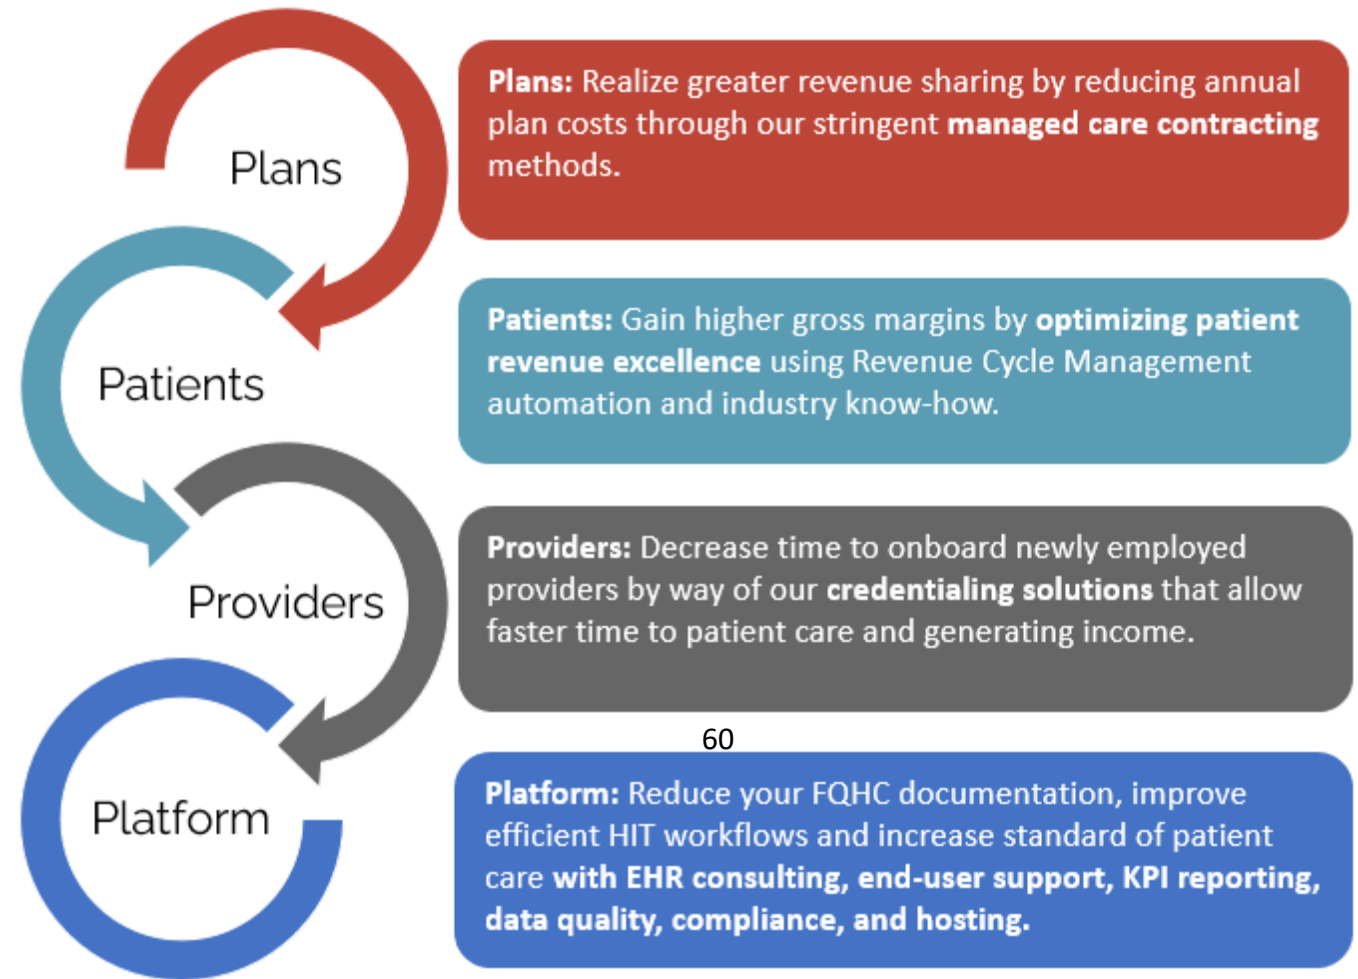 Plans
Plans: Realize greater revenue sharing by reducing annual
plan costs through our stringent managed care contracting
methods.
Patients
Patients: Gain higher gross margins by optimizing patient
revenue excellence using Revenue Cycle Management
automation and industry know-how.
Providers
Providers: Decrease time to onboard newly employed
providers by way of our credentialing solutions that allow
faster time to patient care and generating income.
60
Platform
Platform: Reduce your FQHC documentation, improve
efficient HIT workflows and increase standard of patient
care with EHR consulting, end-user support, KPI reporting,
data quality, compliance, and hosting.